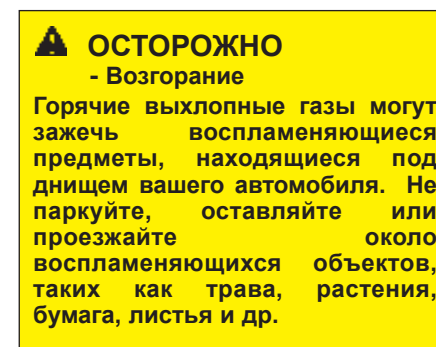 ОСТОРОЖНО
- Возгорание
Горячие выхлопные газы могут
зажечь воспламеняющиеся
предметы, находящиеся под
днищем вашего автомобиля. Не
паркуйте, оставляйте или
проезжайте около
воспламеняющихся объектов,
таких как трава, растения,
бумага, листья и др.